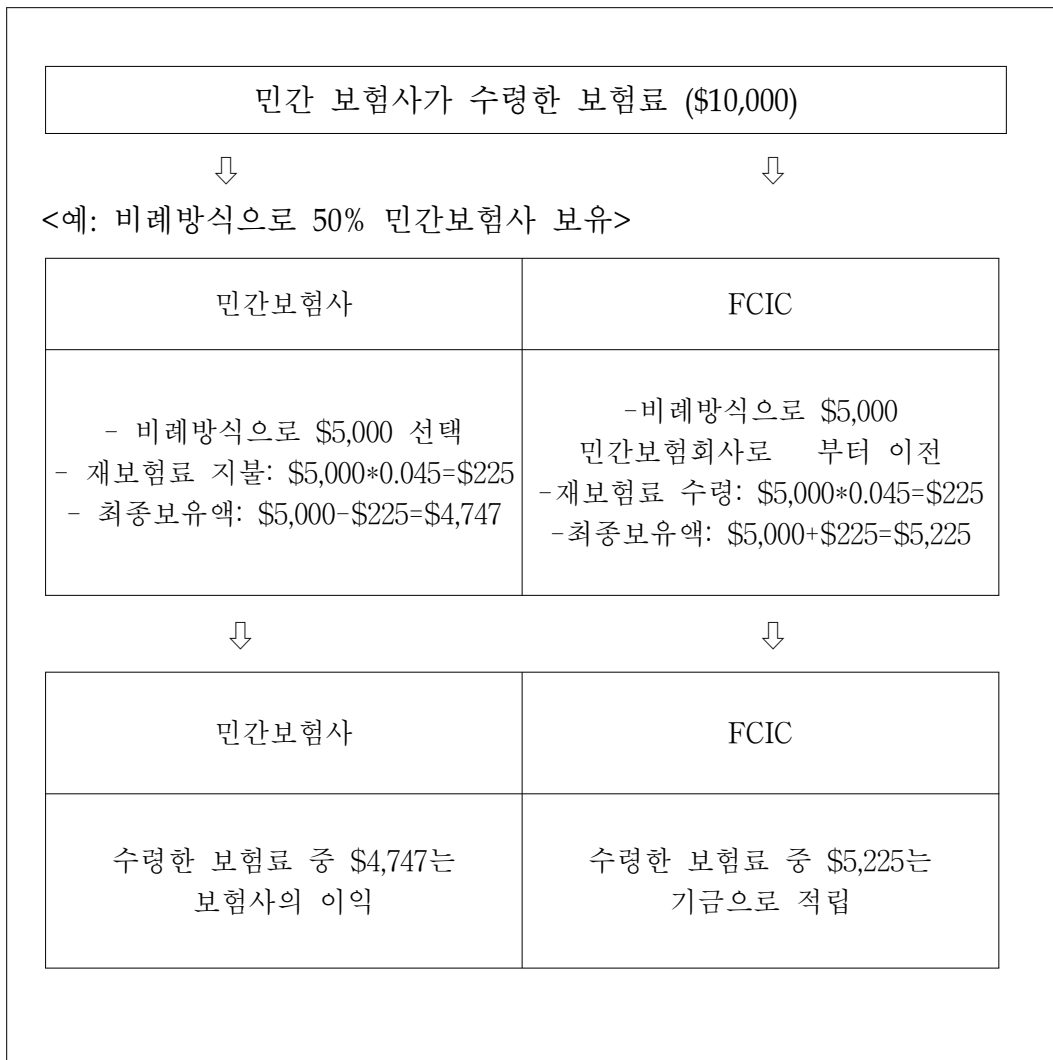 민간 보험사가 수령한 보험료 ($10,000)
⇩ ⇩
<예: 비례방식으로 50% 민간보험사 보유>
민간보험사
FCIC
- 비례방식으로 $5,000 선택
- 재보험료 지불: $5,000*0.045=$225
- 최종보유액: $5,000-$225=$4,747
-비례방식으로 $5,000
민간보험회사로 부터 이전
-재보험료 수령: $5,000*0.045=$225
-최종보유액: $5,000+$225=$5,225
⇩ ⇩
민간보험사
FCIC
수령한 보험료 중 $4,747는
보험사의 이익
수령한 보험료 중 $5,225는
기금으로 적립